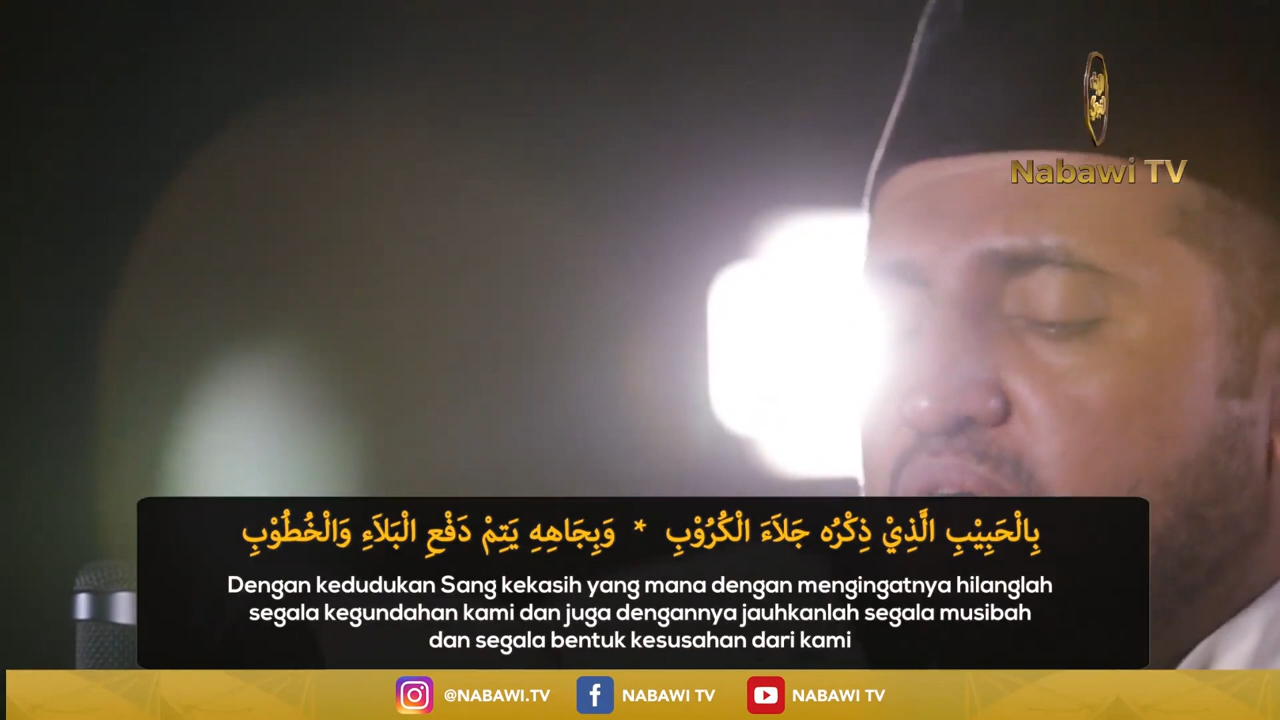 Nabawi TV
بِالْحَبِيْبِ الَّذِيْ ذِكْرُه جَلاَءَ الْكُرُوْبِ * وَبِجَاهِهِ يَتِمْ دَفْعِ الْبَلاَءِ وَالْخُطُوْبِ
Dengan kedudukan Sang kekasih yang mana dengan mengingatnya hilanglah
segala kegundahan kami dan juga dengannya jauhkanlah segala musibah
dan segala bentuk kesusahan dari kami
@NABAWI.TV NABAWI TV NABAWI TV